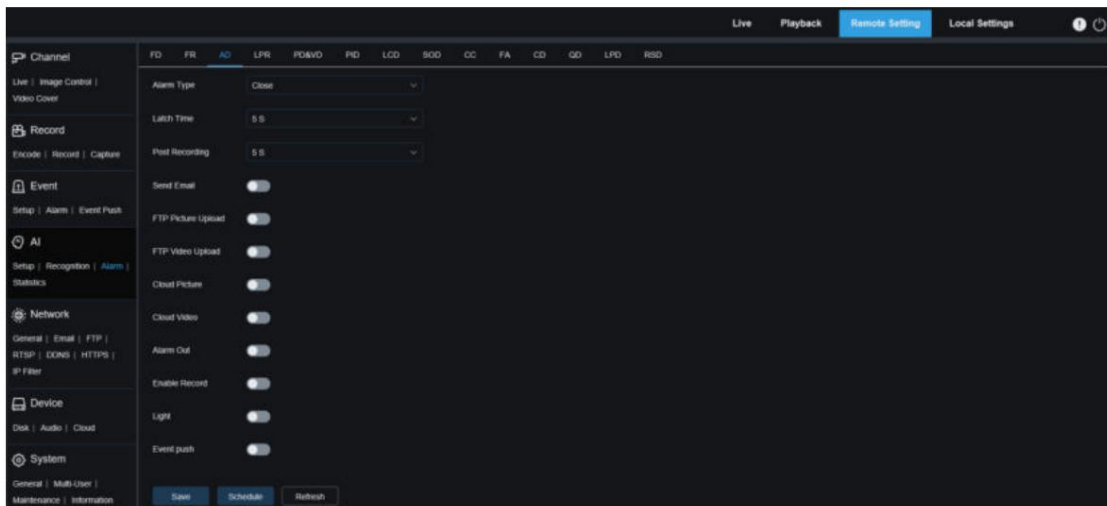 Live Playback Remote Setting Local Settings
Channel
Live | Image Control |
Video Cover
Record
Encode | Record | Capture
Event
Setup | Alarm | Event Push
AI
Setup | Recognition | Alarm |
Statistics
Network
General | Email | FTP |
RTSP | DDNS | HTTPS |
IP Filter
Device
Disk | Audio | Cloud
System
General | Multi-User |
Maintenance | Information
FD FR AD LPR PD&VD PID LCD SOD CC FA CD QD LPD RSD
Alarm Type Close
Latch Time 5 S
Post Recording 5 S
Send Email
FTP Picture Upload
FTP Video Upload
Cloud Picture
Cloud Video
Alarm Out
Enable Record
Light
Event push
Save Schedule Refresh